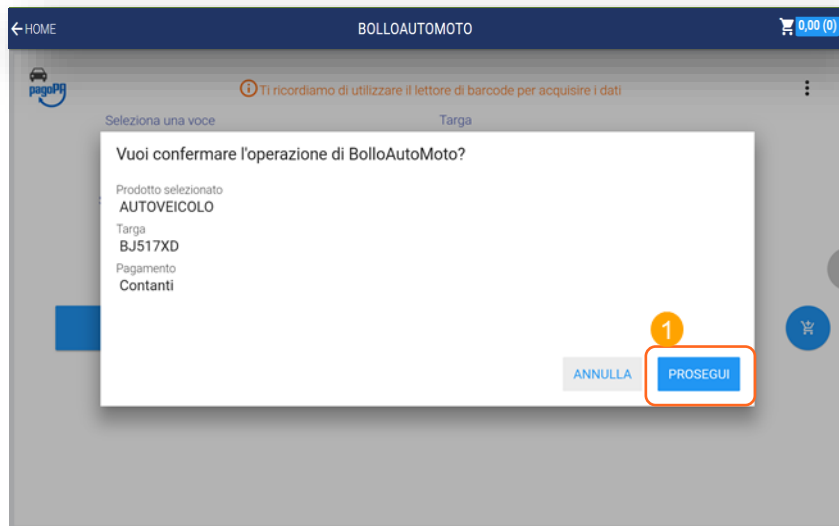 HOME
BOLLOAUTOMOTO
0,00 (0)
pagoPA
Ti ricordiamo di utilizzare il lettore di barcode per acquisire i dati
Seleziona una voce
Targa
Vuoi confermare l'operazione di BolloAutoMoto?
Prodotto selezionato
AUTOVEICOLO
Targa
BJ517XD
Pagamento
Contanti
1
ANNULLA
PROSEGUI